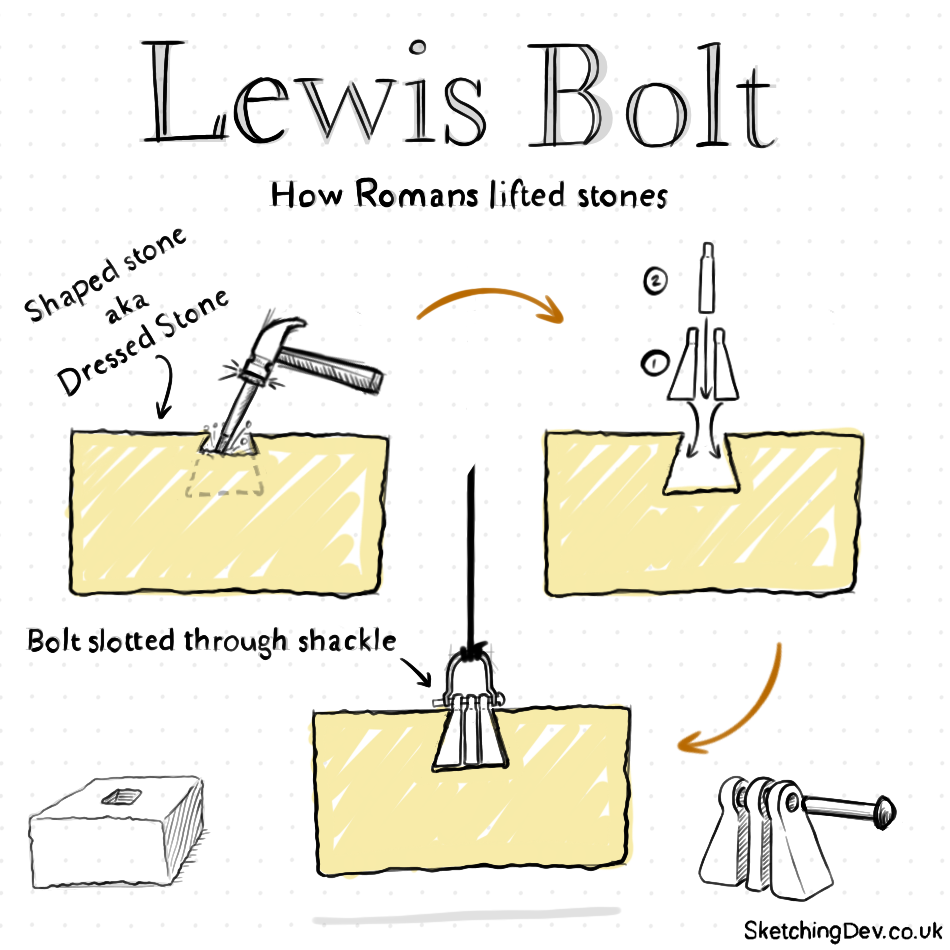 Lewis Bolt
How Romans lifted stones
Shaped stone
aka
Dressed Stone
2
1
Bolt slotted through shackle
SketchingDev.co.uk